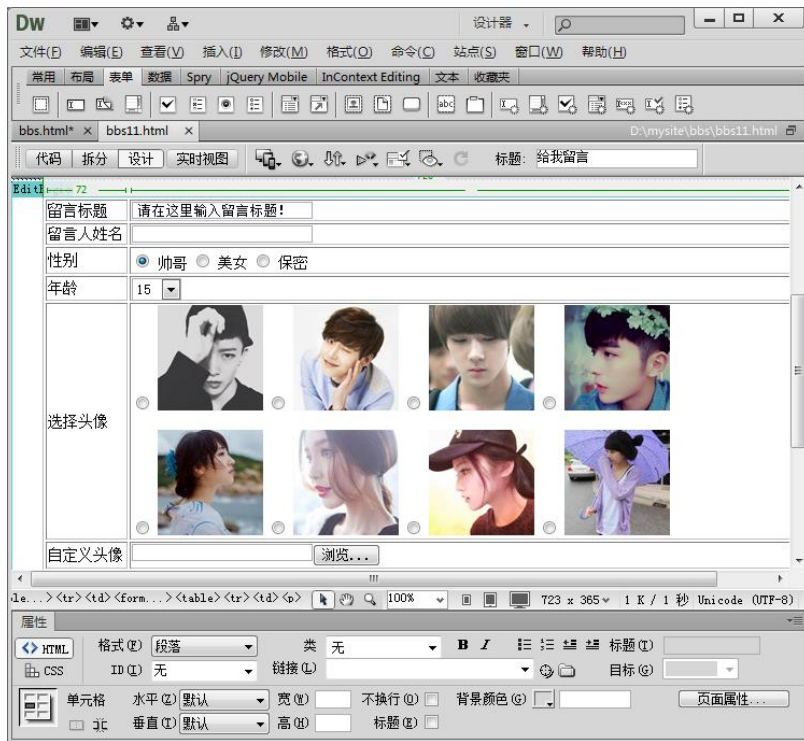 Dw 设计器
文件(F) 编辑(E) 查看(V) 插入(I) 修改(M) 格式(O) 命令(C) 站点(S) 窗口(W) 帮助(H)
常用 布局 表单 数据 Spry jQuery Mobile InContext Editing 文本 收藏夹
bbs.html* × bbs11.html × D:\mysite\bbs\bbs11.html
代码 拆分 设计 实时视图 标题: 给我留言
72
留言标题 请在这里输入留言标题!
留言人姓名
性别 帅哥 美女 保密
年龄 15
选择头像
自定义头像 浏览...
<tr><td><form...><table><tr><td><p> 100% 723 x 365 1 K / 1 秒 Unicode (UTF-8)
属性
<> HTML 格式(F) 段落 类 无 B I 标题(T)
CSS ID(I) 无 链接(L) 目标(G)
单元格 水平(Z) 默认 宽(W) 不换行(O) 背景颜色(G) 页面属性...
垂直(T) 默认 高(H) 标题(E)